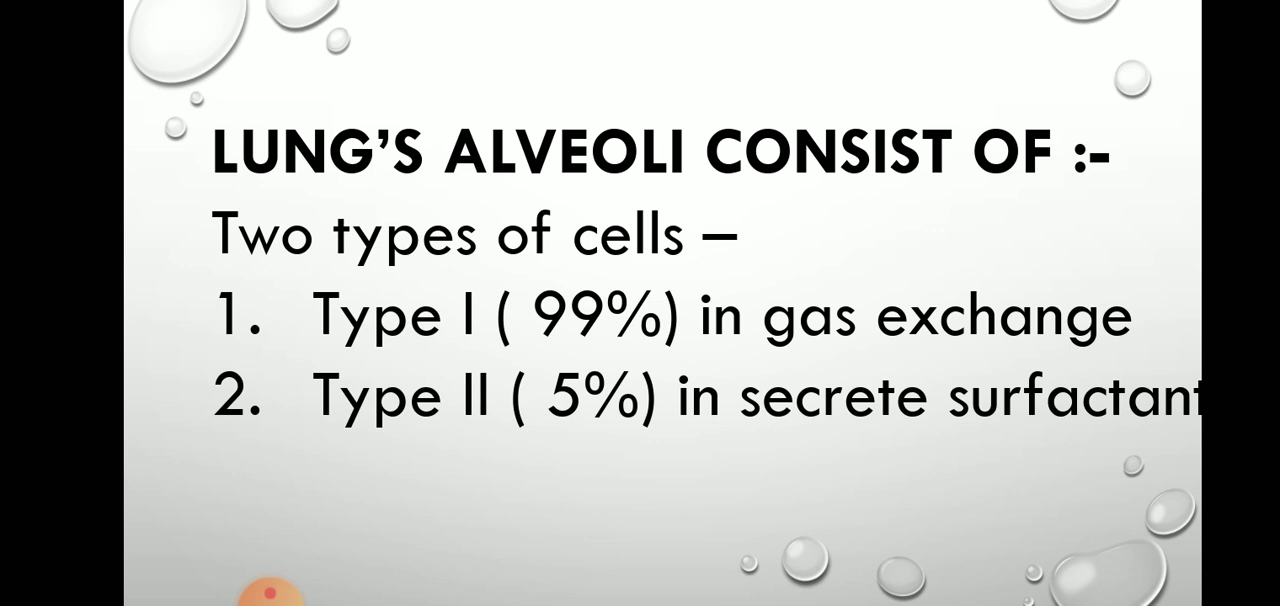 LUNG’S ALVEOLI CONSIST OF :-
Two types of cells –
1. Type I ( 99%) in gas exchange
2. Type II ( 5%) in secrete surfactant